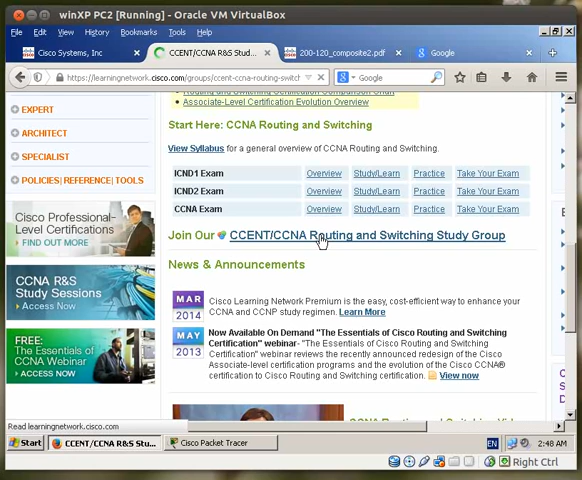 winXP PC2 [Running] - Oracle VM VirtualBox
File Edit View History Bookmarks Tools Help
Cisco Systems, Inc
CCENT/CCNA R&S Stud...
200-120_composite2.pdf
Google
https://learningnetwork.cisco.com/groups/ccent-ccna-routing-switch
Google
Routing and Switching Certification Comparison Chart
Associate-Level Certification Evolution Overview
EXPERT
ARCHITECT
SPECIALIST
POLICIES| REFERENCE| TOOLS
Cisco Professional-
Level Certifications
FIND OUT MORE
CCNA R&S
Study Sessions
Access Now
FREE:
The Essentials of
CCNA Webinar
ACCESS NOW
Start Here: CCNA Routing and Switching
View Syllabus for a general overview of CCNA Routing and Switching.
ICND1 Exam Overview Study/Learn Practice Take Your Exam
ICND2 Exam Overview Study/Learn Practice Take Your Exam
CCNA Exam Overview Study/Learn Practice Take Your Exam
Join Our CCENT/CCNA Routing and Switching Study Group
News & Announcements
MAR
2014
Cisco Learning Network Premium is the easy, cost-efficient way to enhance your
CCNA and CCNP study regimen. Learn More
MAY
2013
Now Available On Demand "The Essentials of Cisco Routing and Switching
Certification" webinar- "The Essentials of Cisco Routing and Switching
Certification" webinar reviews the recently announced redesign of the Cisco
Associate-level certification programs and the evolution of the Cisco CCNA®
certification to Cisco Routing and Switching certification. View now
Read learningnetwork.cisco.com
Start
CCENT/CCNA R&S Stu...
Cisco Packet Tracer
EN
2:48 AM
Right Ctrl